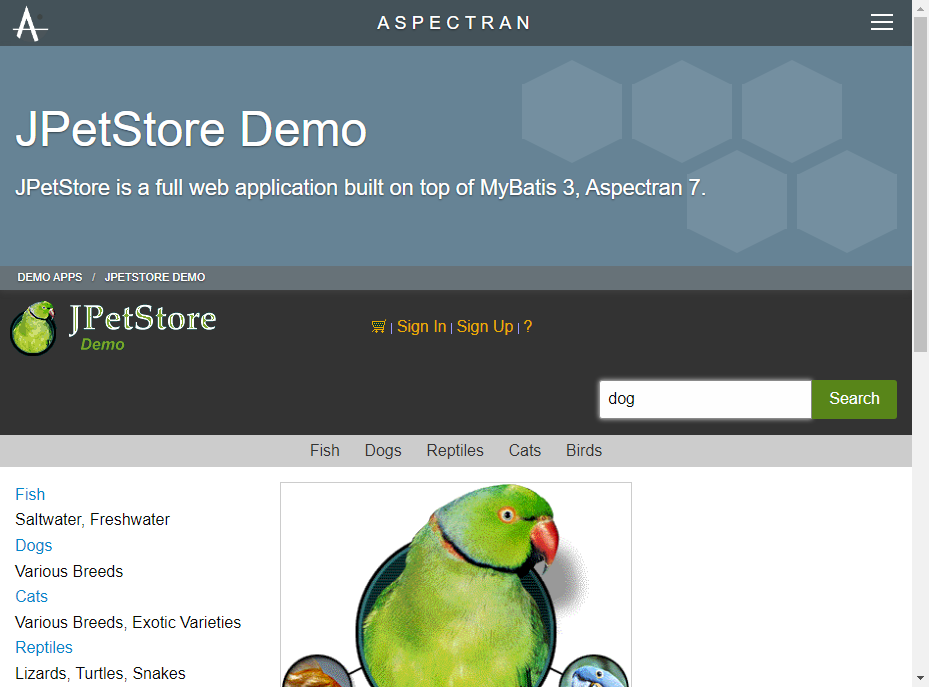 ASPECTRAN
JPetStore Demo
JPetStore is a full web application built on top of MyBatis 3, Aspectran 7.
DEMO APPS / JPETSTORE DEMO
JPetStore
Demo
| Sign In | Sign Up | ?
dog Search
Fish Dogs Reptiles Cats Birds
Fish
Saltwater, Freshwater
Dogs
Various Breeds
Cats
Various Breeds, Exotic Varieties
Reptiles
Lizards, Turtles, Snakes